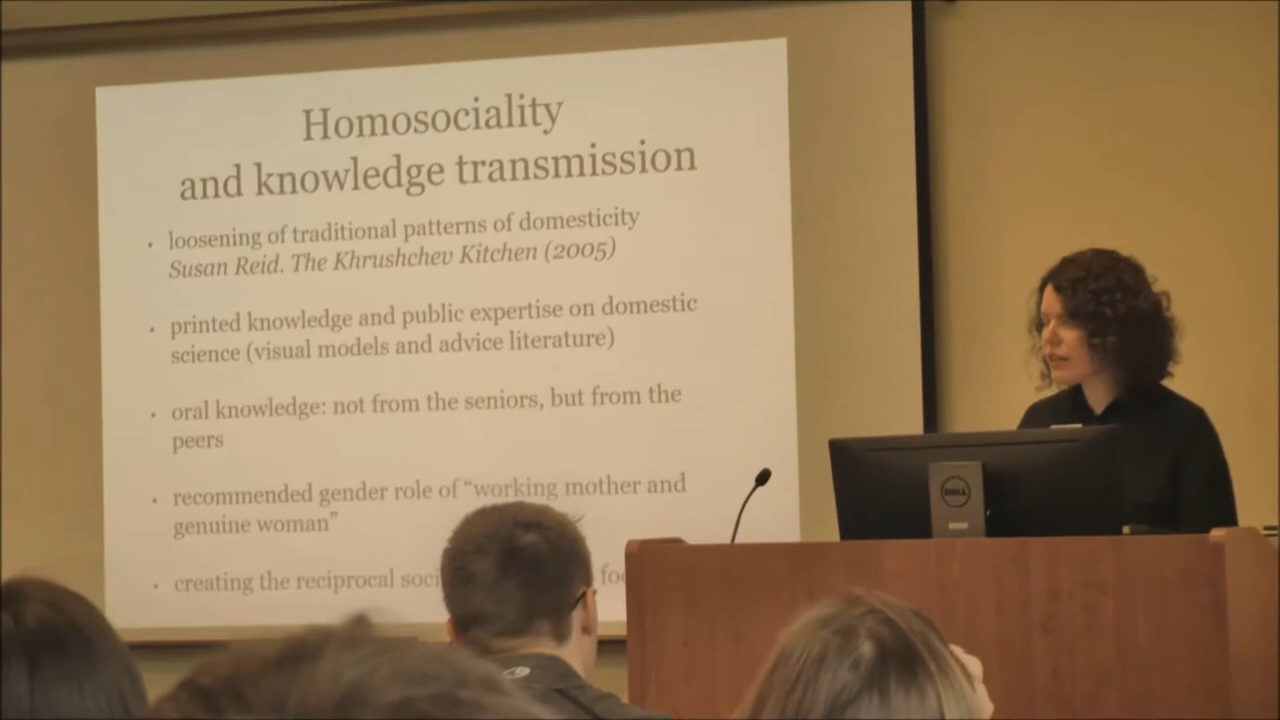 Homosociality
and knowledge transmission
• loosening of traditional patterns of domesticity
Susan Reid. The Khrushchev Kitchen (2005)
• printed knowledge and public expertise on domestic
science (visual models and advice literature)
• oral knowledge: not from the seniors, but from the
peers
• recommended gender role of “working mother and
genuine woman”
• creating the reciprocal
DELL